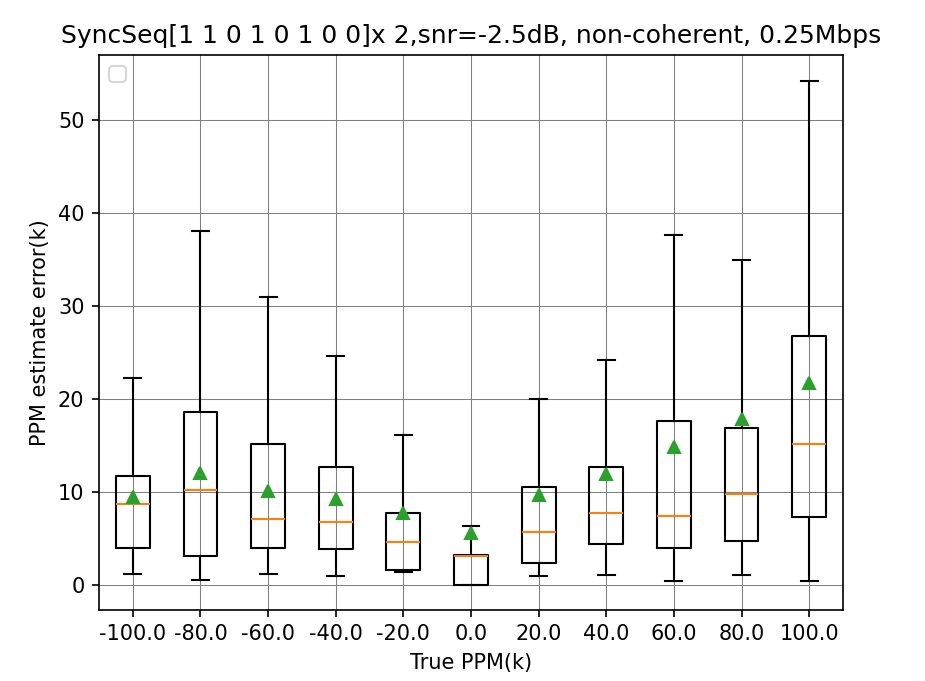 SyncSeq[1 1 0 1 0 1 0 0]x 2,snr=-2.5dB, non-coherent, 0.25Mbps
PPM estimate error(k)
50
40
30
20
10
0
-100.0 -80.0 -60.0 -40.0 -20.0 0.0 20.0 40.0 60.0 80.0 100.0
True PPM(k)